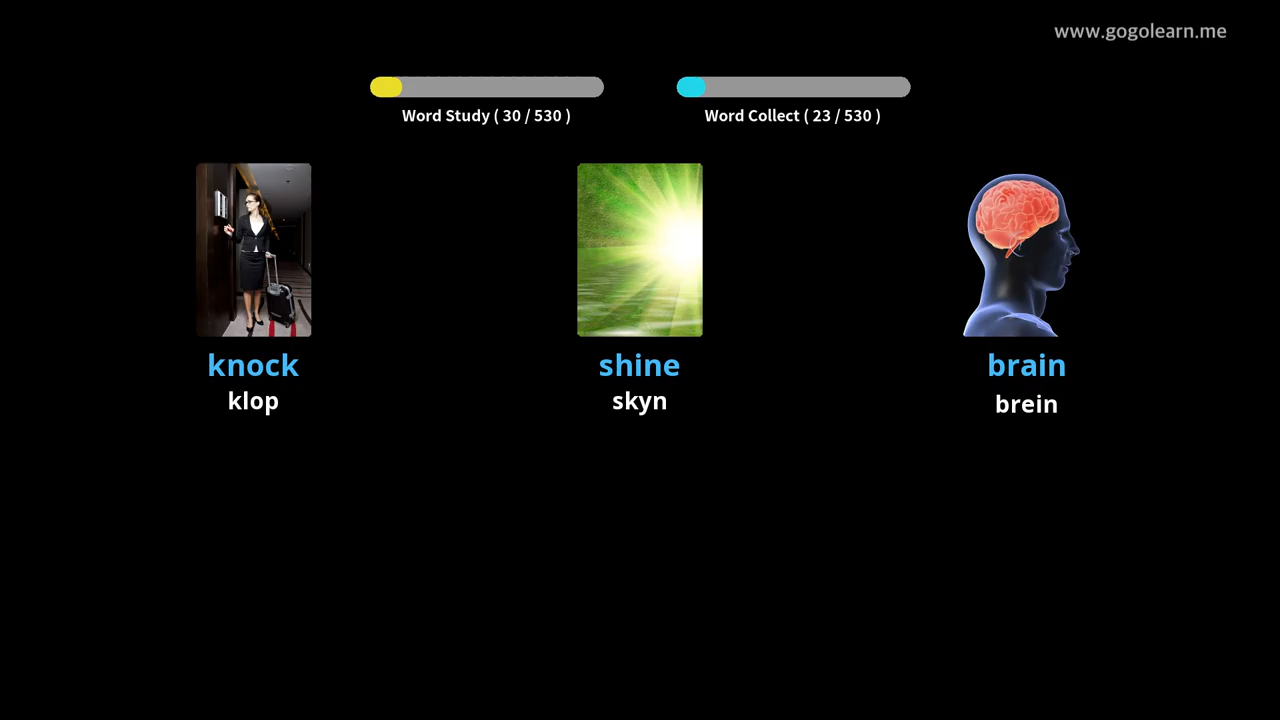 www.gogolearn.me
Word Study ( 30 / 530 )
Word Collect ( 23 / 530 )
knock
klop
shine
skyn
brain
brein